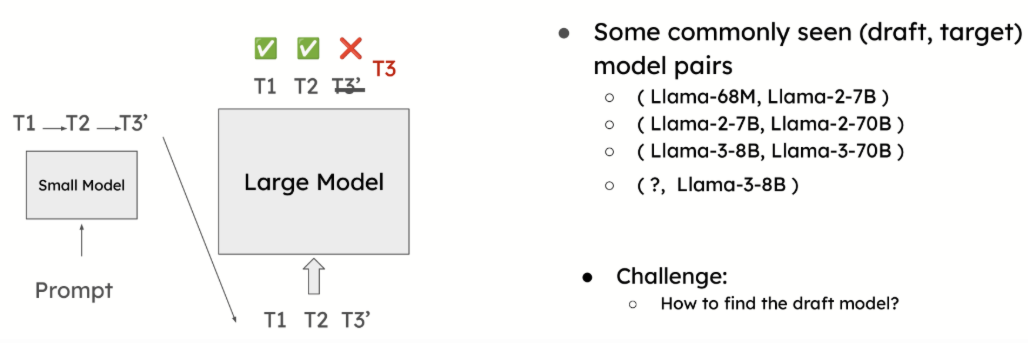 ✅ ✅ ❌
T1 T2 T3’ T3
T1 T2 T3’
Small Model
Prompt
Large Model
T1 T2 T3’
● Some commonly seen (draft, target)
model pairs
○ ( Llama-68M, Llama-2-7B )
○ ( Llama-2-7B, Llama-2-70B )
○ ( Llama-3-8B, Llama-3-70B )
○ ( ?, Llama-3-8B )
● Challenge:
○ How to find the draft model?